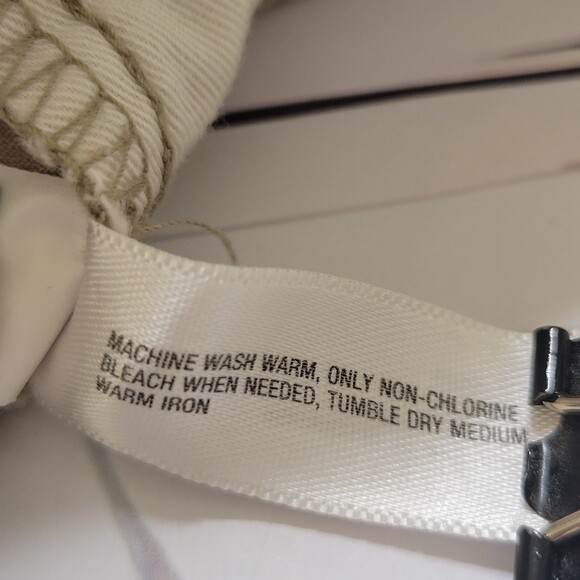 MACHINE WASH WARM, ONLY NON-CHLORINE
BLEACH WHEN NEEDED, TUMBLE DRY MEDIUM
WARM IRON